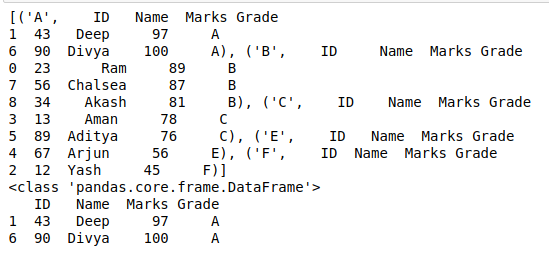 [('A',    ID   Name  Marks Grade
1  43   Deep     97     A
6  90  Divya    100     A), ('B',    ID     Name  Marks Grade
0  23      Ram     89     B
7  56  Chalsea     87     B
8  34    Akash     81     B), ('C',    ID    Name  Marks Grade
3  13    Aman     78     C
5  89  Aditya     76     C), ('E',    ID   Name  Marks Grade
4  67  Arjun     56     E), ('F',    ID  Name  Marks Grade
2  12  Yash     45     F)]
<class 'pandas.core.frame.DataFrame'>
   ID   Name  Marks Grade
1  43   Deep     97     A
6  90  Divya    100     A